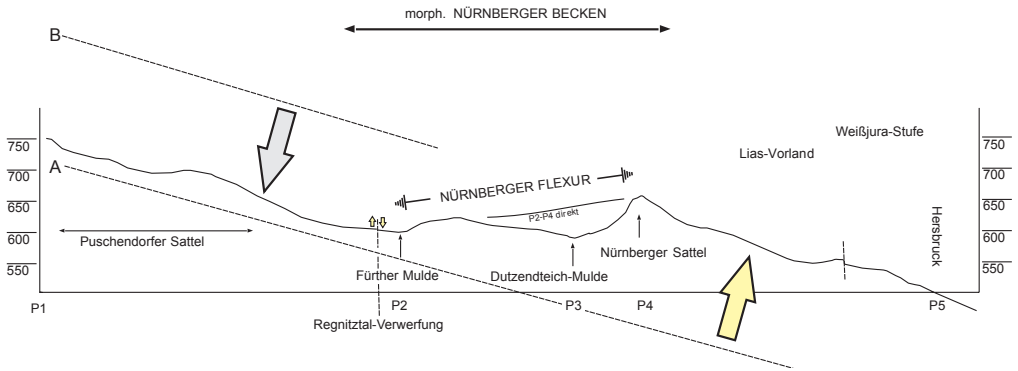 morph. NÜRNBERGER BECKEN
B
Weißjura-Stufe
750
750
Lias-Vorland
A
700
700
NÜRNBERGER FLEXUR
650
650
P2-P4 direkt
600
600
Hersbruck
Puschendorfer Sattel
Nürnberger Sattel
550
550
Fürther Mulde
Dutzendteich-Mulde
P1
P2
P3
P4
P5
Regnitztal-Verwerfung